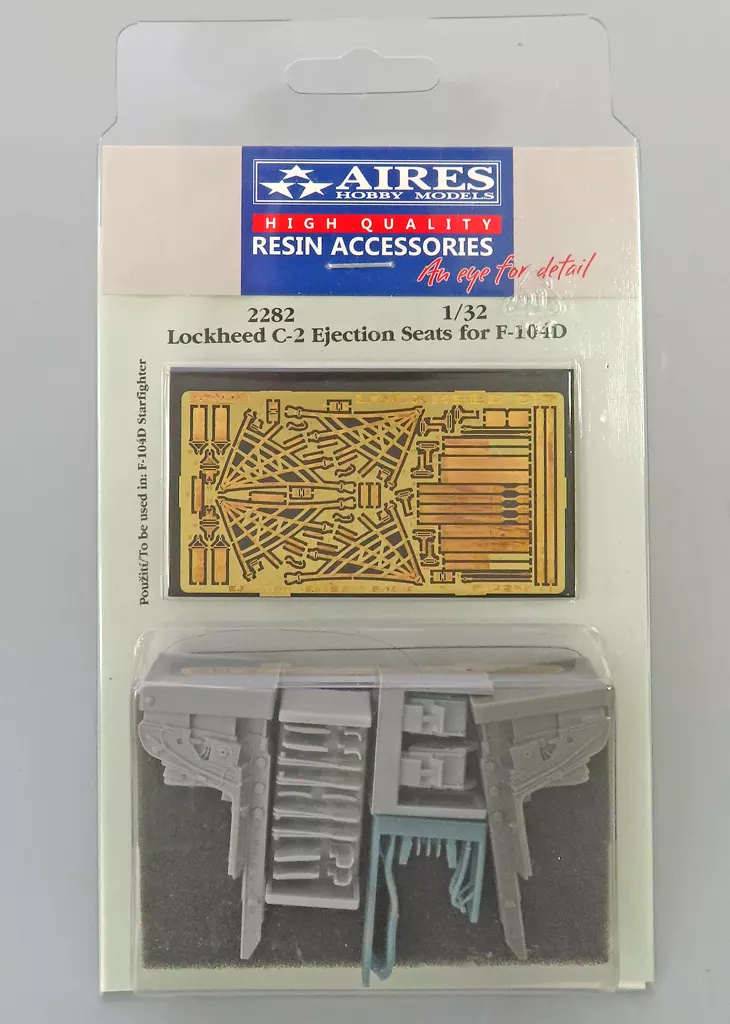 AIRES
HOBBY MODELS
HIGH QUALITY
RESIN ACCESSORIES
An eye for detail
2282 1/32
Lockheed C-2 Ejection Seats for F-104D
Použití/To be used in: F-104D Starfighter